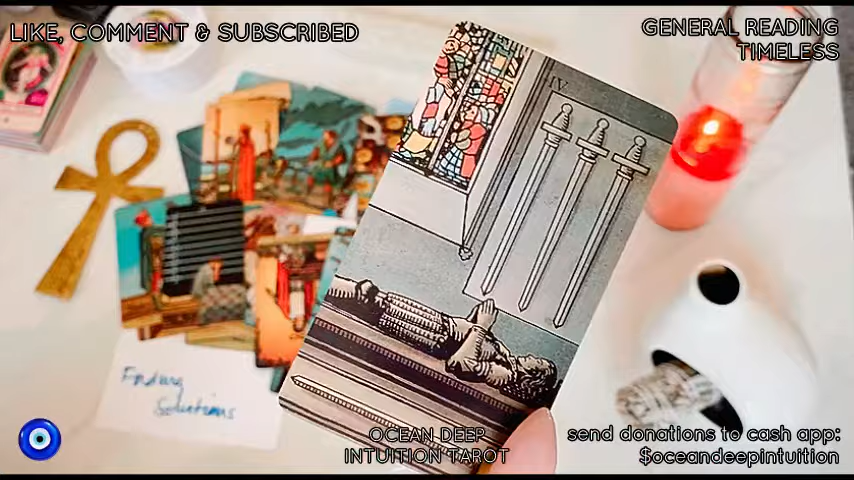 LIKE, COMMENT & SUBSCRIBED
GENERAL READING
TIMELESS
IV
Finding
Solutions
OCEAN DEEP
INTUITION TAROT
send donations to cash app:
$oceandeepintuition